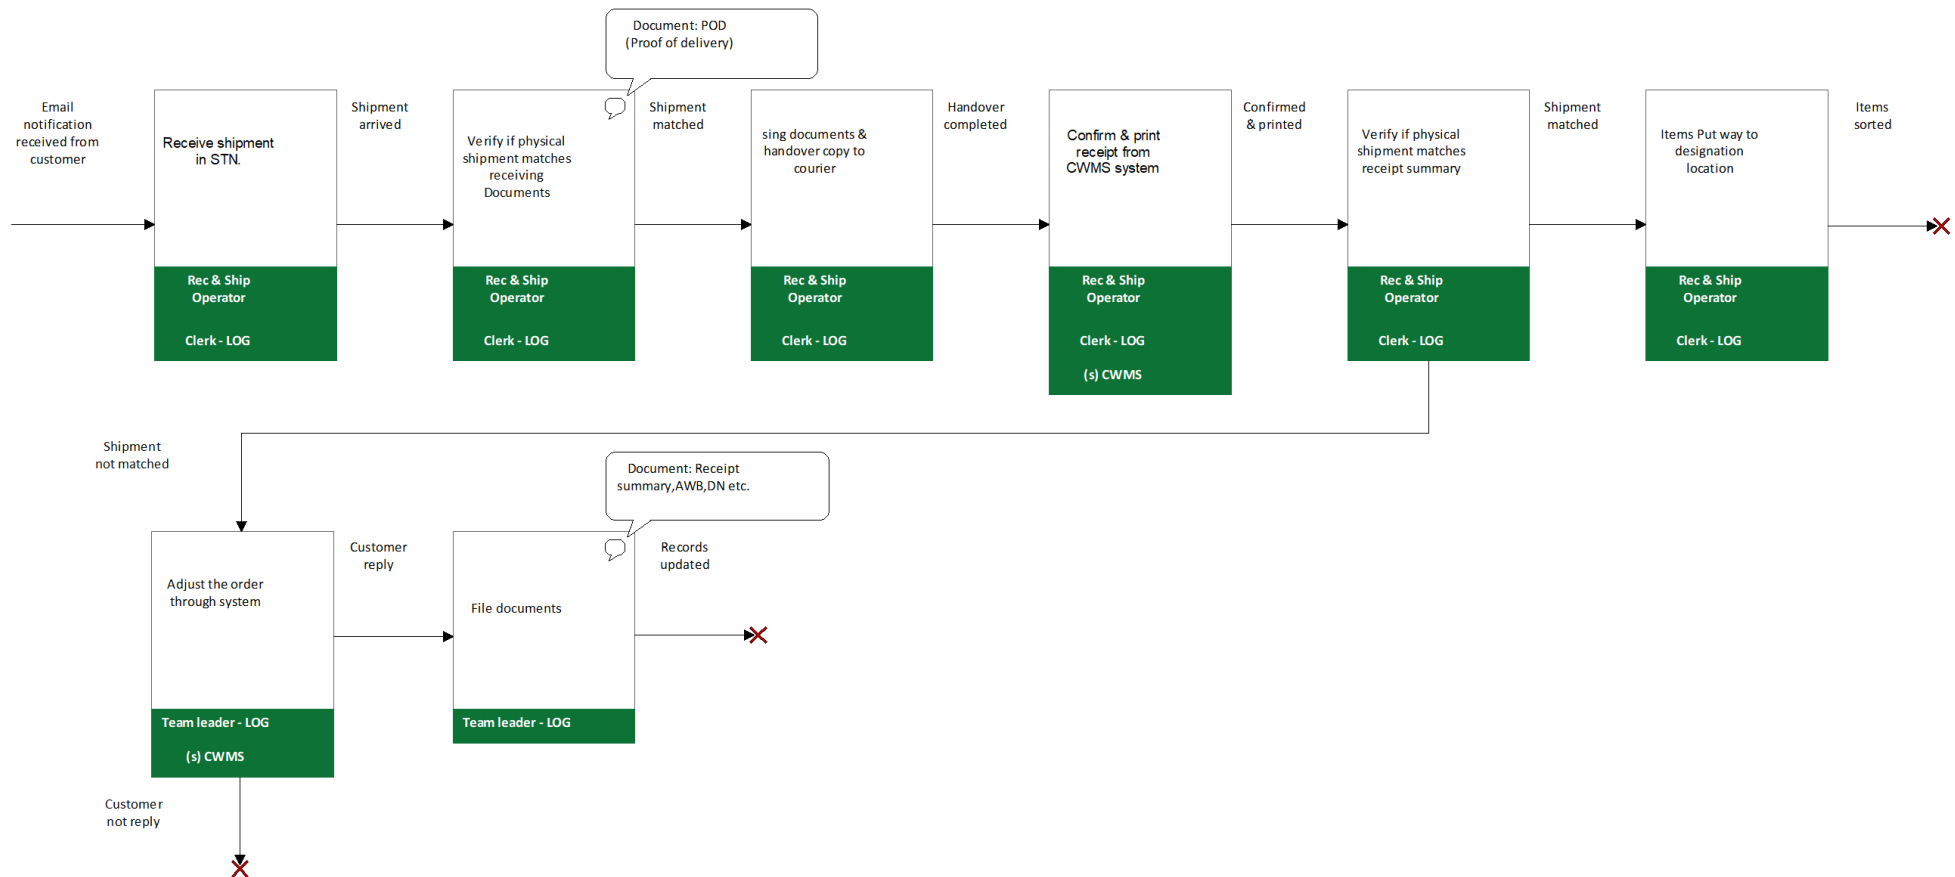 Document: POD
(Proof of delivery)
Email
notification
received from
customer
Receive shipment
in STN.
Rec & Ship
Operator
Clerk - LOG
Shipment
arrived
Verify if physical
shipment matches
receiving
Documents
Rec & Ship
Operator
Clerk - LOG
Shipment
matched
sing documents &
handover copy to
courier
Rec & Ship
Operator
Clerk - LOG
Handover
completed
Confirm & print
receipt from
CWMS system
Rec & Ship
Operator
Clerk - LOG
(s) CWMS
Confirmed
& printed
Verify if physical
shipment matches
receipt summary
Rec & Ship
Operator
Clerk - LOG
Shipment
matched
Items Put way to
designation
location
Rec & Ship
Operator
Clerk - LOG
Items
sorted
Shipment
not matched
Adjust the order
through system
Team leader - LOG
(s) CWMS
Customer
reply
Document: Receipt
summary,AWB,DN etc.
File documents
Team leader - LOG
Records
updated
Customer
not reply